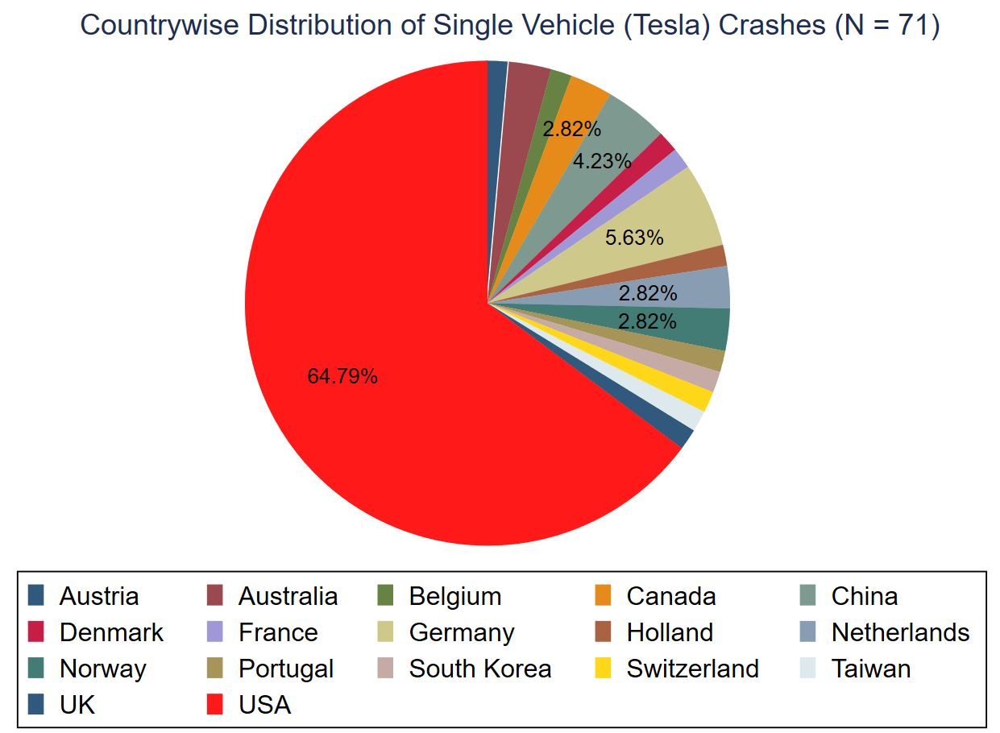 Countrywise Distribution of Single Vehicle (Tesla) Crashes (N = 71)
2.82%
4.23%
5.63%
2.82%
2.82%
64.79%
Austria Australia Belgium Canada China
Denmark France Germany Holland Netherlands
Norway Portugal South Korea Switzerland Taiwan
UK USA